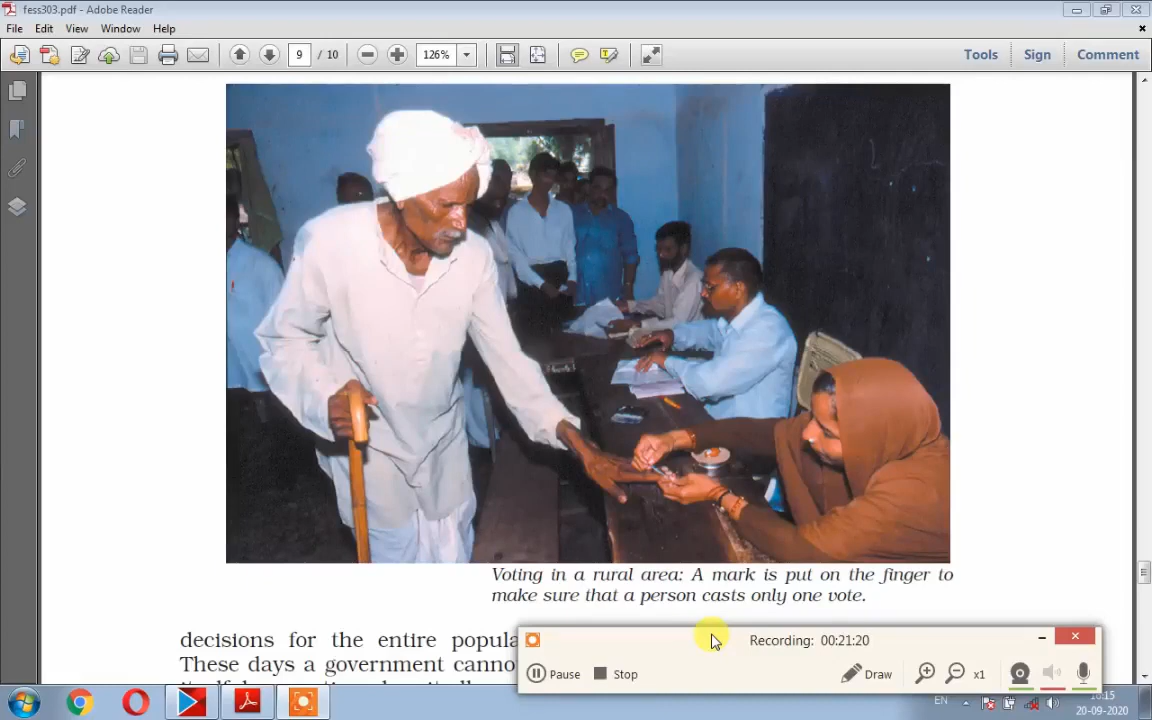 fess303.pdf - Adobe Reader
File Edit View Window Help
9 / 10 126% Tools Sign Comment
Voting in a rural area: A mark is put on the finger to
make sure that a person casts only one vote.
decisions for the entire popula
These days a government canno
Recording: 00:21:20
Pause Stop Draw x1
EN
16:15
20-09-2020